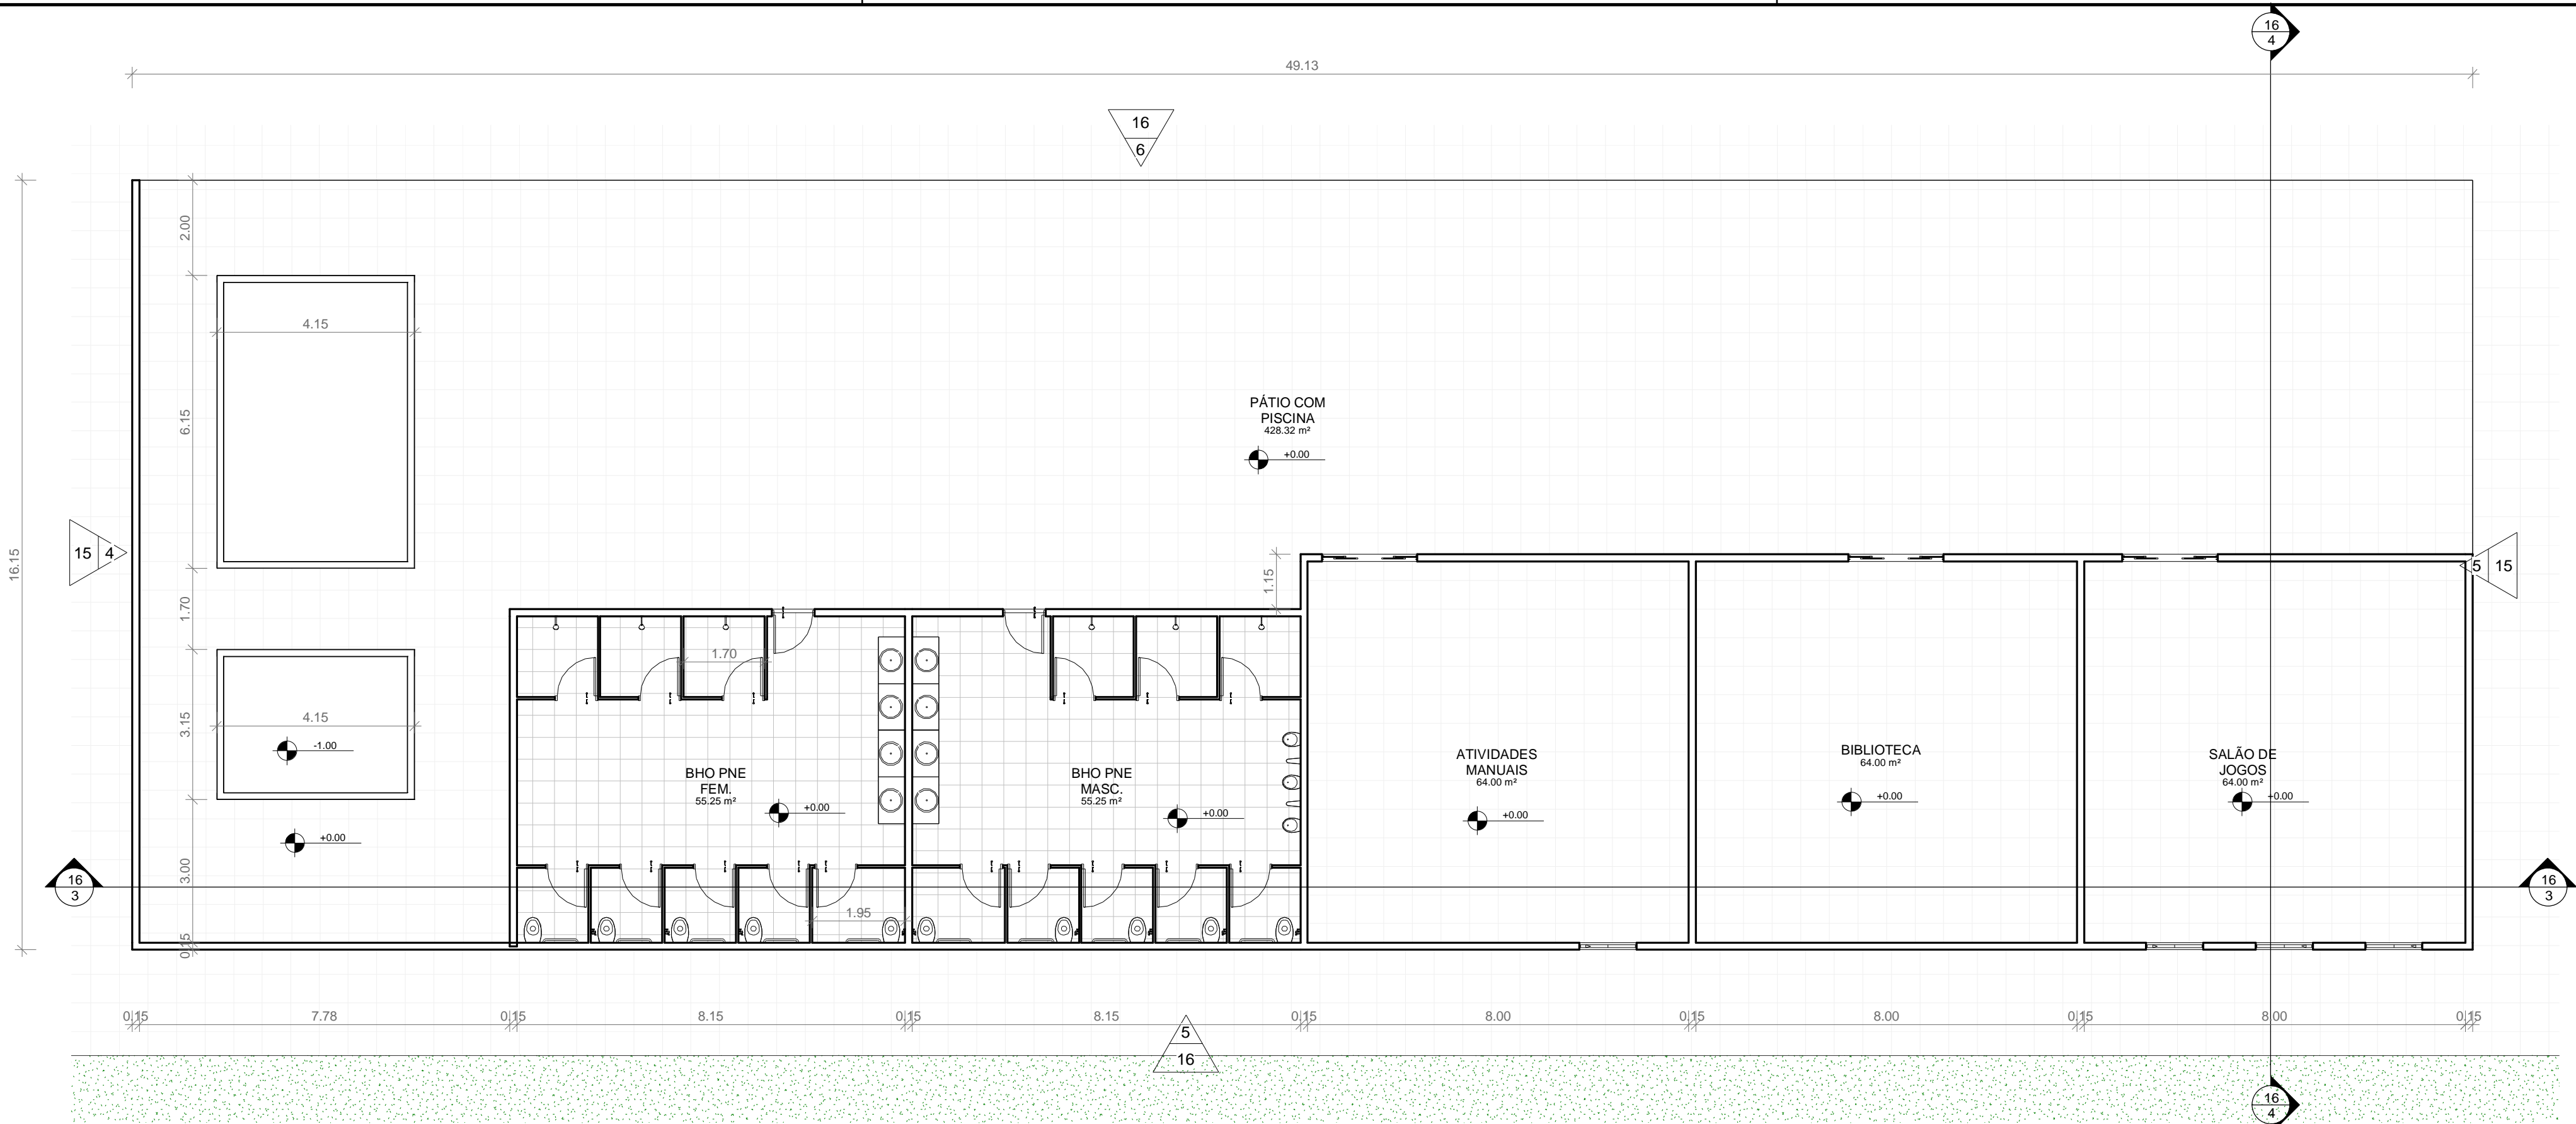 16
4
49.13
16
6
2.00
4.15
6.15
16.15
PÁTIO COM
PISCINA
428.32 m²
+0.00
15 4
5 15
1.15
1.70
1.70
3.15
4.15
-1.00
+0.00
BHO PNE
FEM.
55.25 m²
+0.00
BHO PNE
MASC.
55.25 m²
+0.00
ATIVIDADES
MANUAIS
64.00 m²
+0.00
BIBLIOTECA
64.00 m²
+0.00
SALÃO DE
JOGOS
64.00 m²
+0.00
16
3
3.00
1.95
16
3
0.15
0.15 7.78 0.15 8.15 0.15 8.15 0.15 8.00 0.15 8.00 0.15 8.00 0.15
5
16
16
4